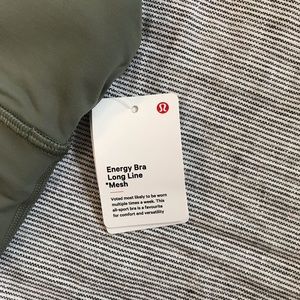 Energy Bra
Long Line
*Mesh
Voted most likely to be worn
multiple times a week. This
all-sport bra is a favourite
for comfort and versatility